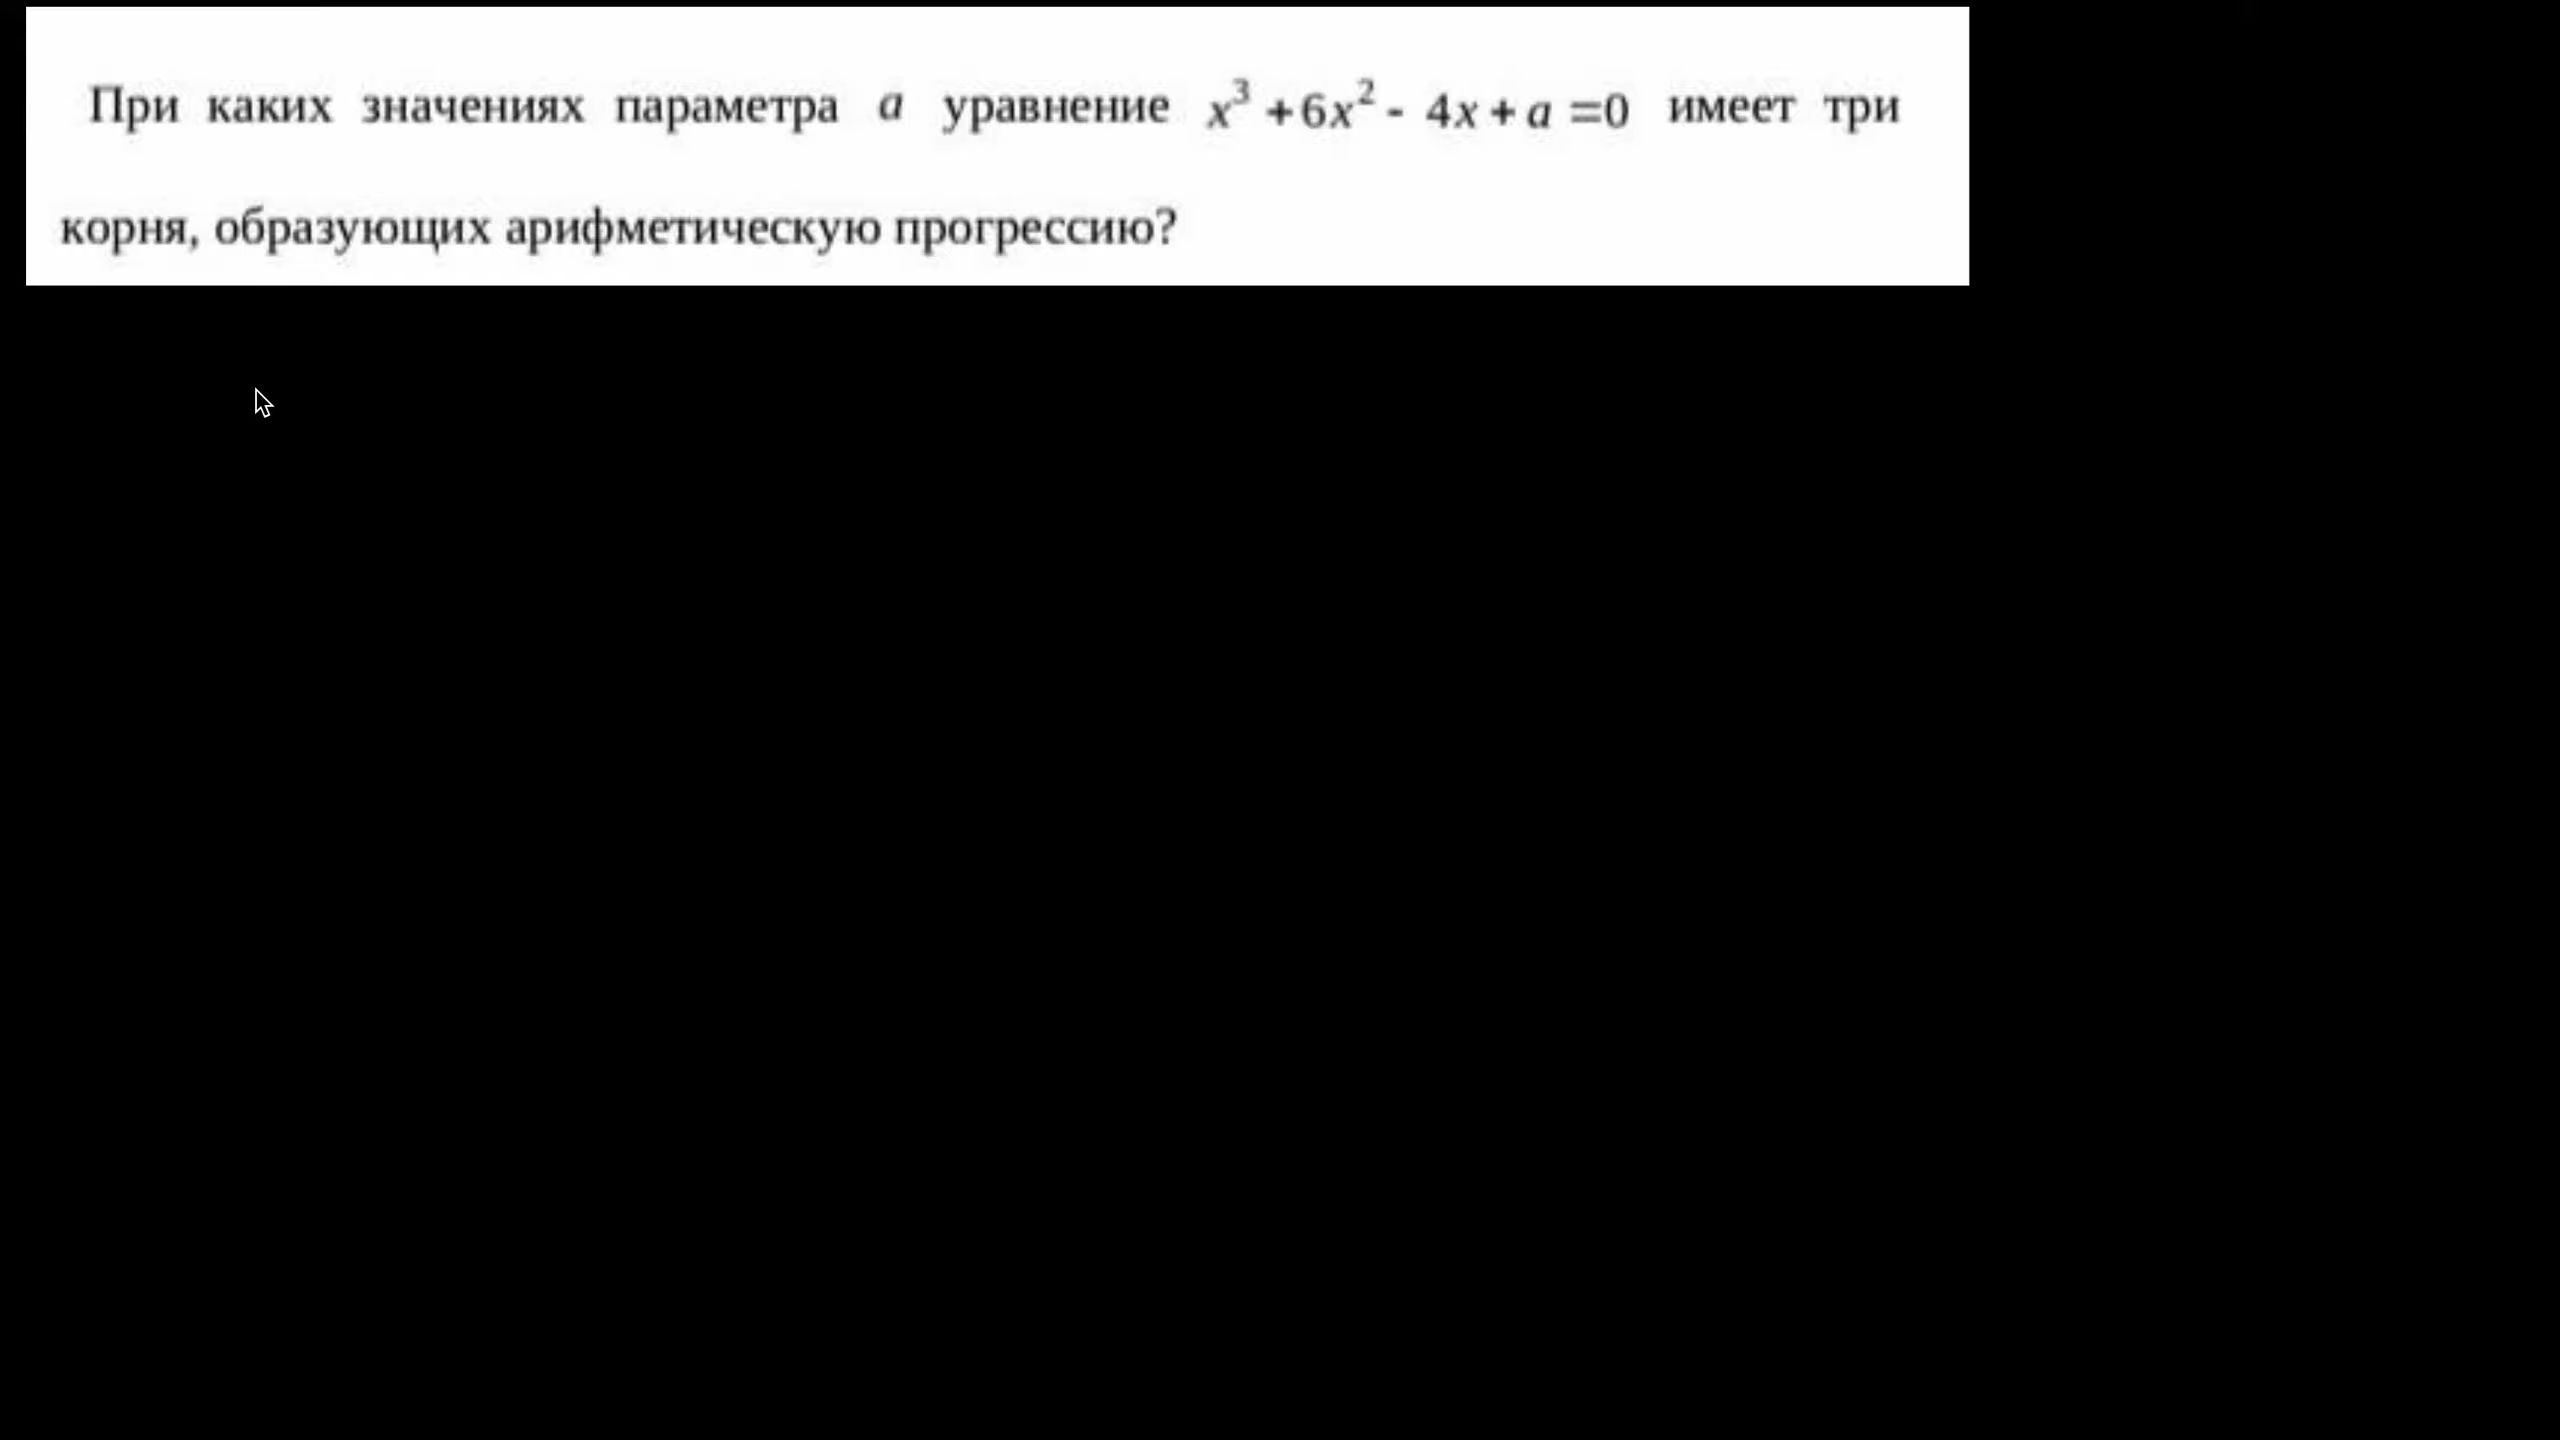 При каких значениях параметра a уравнение x³ +6x² - 4x + a =0 имеет три
корня, образующих арифметическую прогрессию?